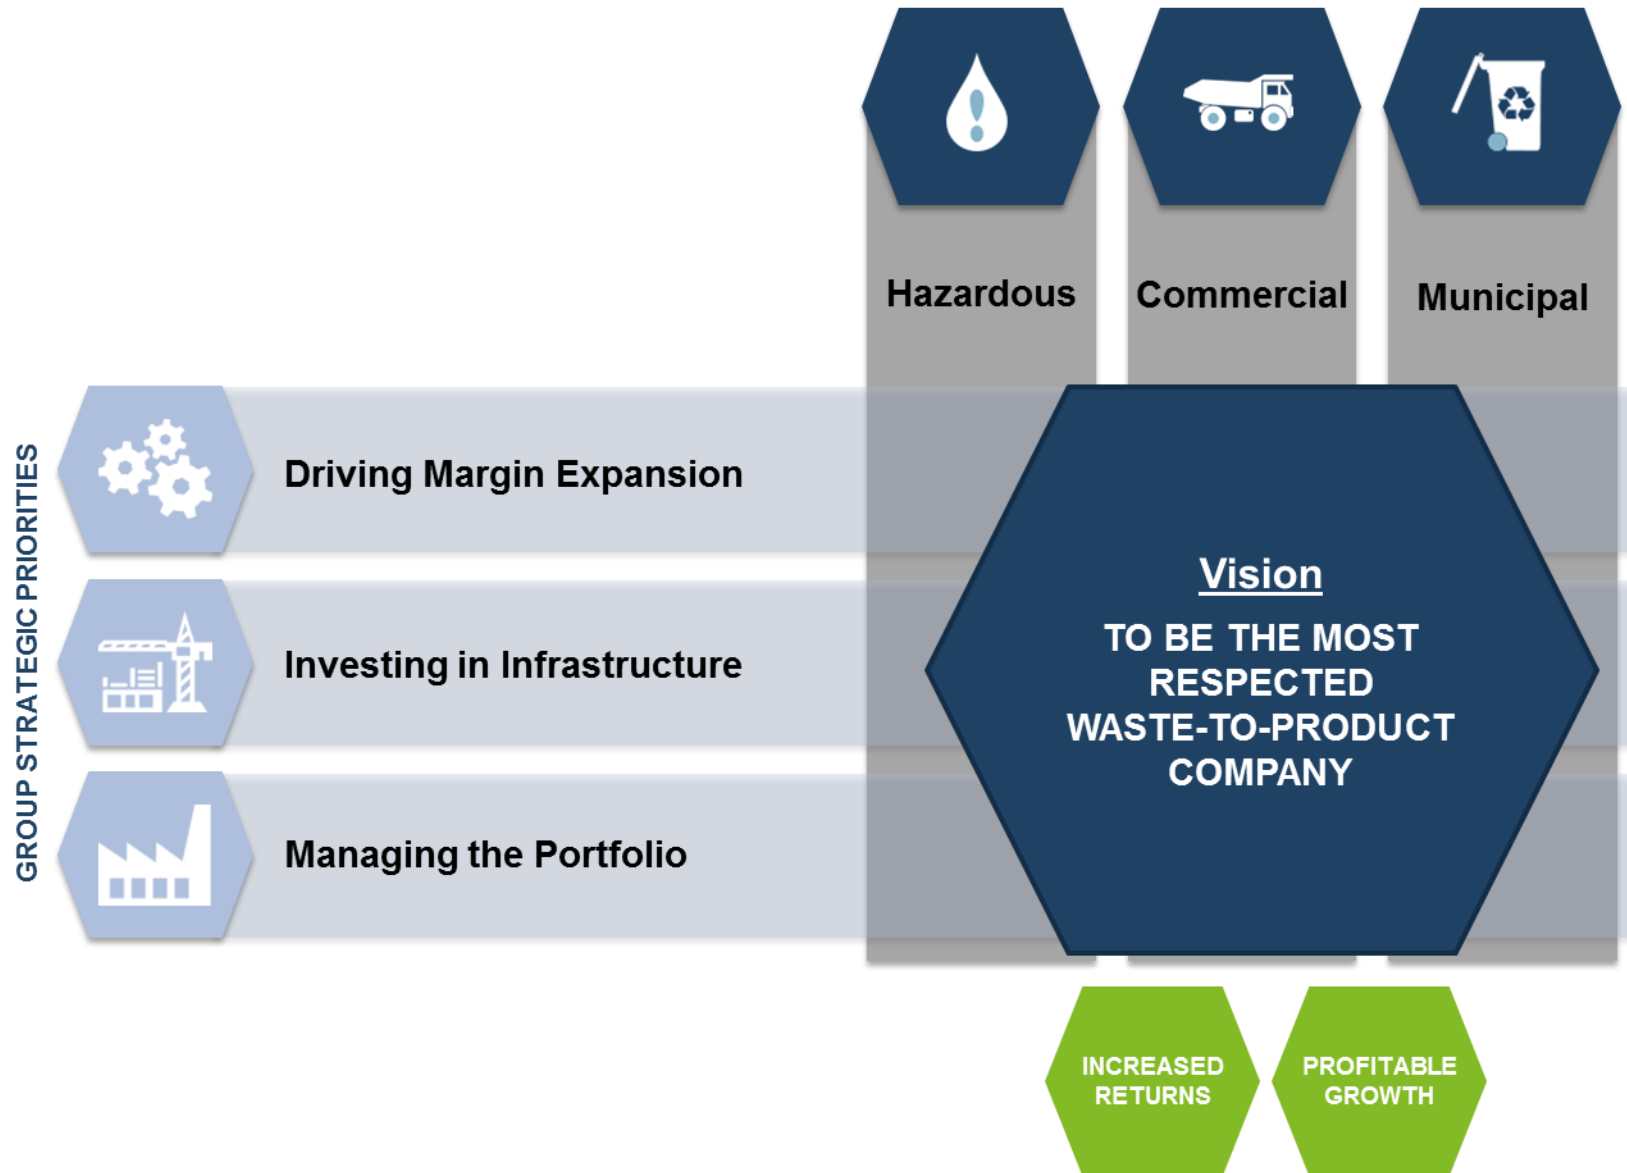 Hazardous
Commercial
Municipal
GROUP STRATEGIC PRIORITIES
Driving Margin Expansion
Investing in Infrastructure
Managing the Portfolio
Vision
TO BE THE MOST
RESPECTED
WASTE-TO-PRODUCT
COMPANY
INCREASED
RETURNS
PROFITABLE
GROWTH